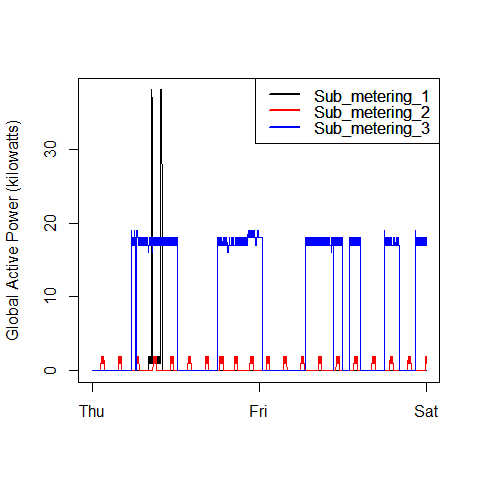 Sub_metering_1
Sub_metering_2
Sub_metering_3
Global Active Power (kilowatts)
30
20
10
0
Thu Fri Sat